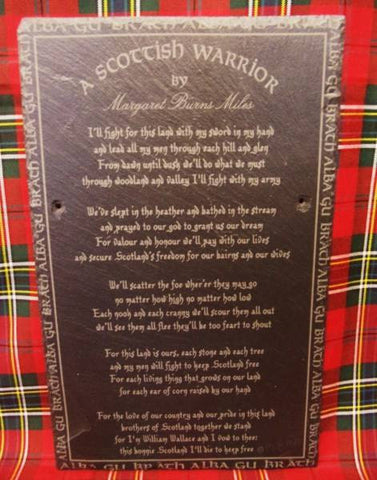 ALBA GU BRATH ALBA GU BRATH
A SCOTTISH WARRIOR
BY
Margaret Burns Miles
I'll fight for this land with my sword in my hand
and lead all my men through each hill and glen
From dawn until dusk we'll do what we must
through woodland and valley I'll fight with my army
We've slept in the heather and bathed in the stream
and prayed to our god to grant us our dream
For valour and honour we'll pay with our lives
and secure Scotland's freedom for our bairns and our wives
We'll scatter the foe wher'er they may go
no matter how high no matter how low
Each nook and each cranny we'll scour them all out
we'll see them all flee they'll be too feart to shout
For this land is ours, each stone and each tree
and my men will fight to keep Scotland free
For each living thing that grows on our land
for each ear of corn raised by our hand
For the love of our country and our pride in this land
brothers of Scotland together we stand
for I'm William Wallace and I vow to thee:
this bonnie Scotland I'll die to keep free
ALBA GU BRATH ALBA GU BRATH